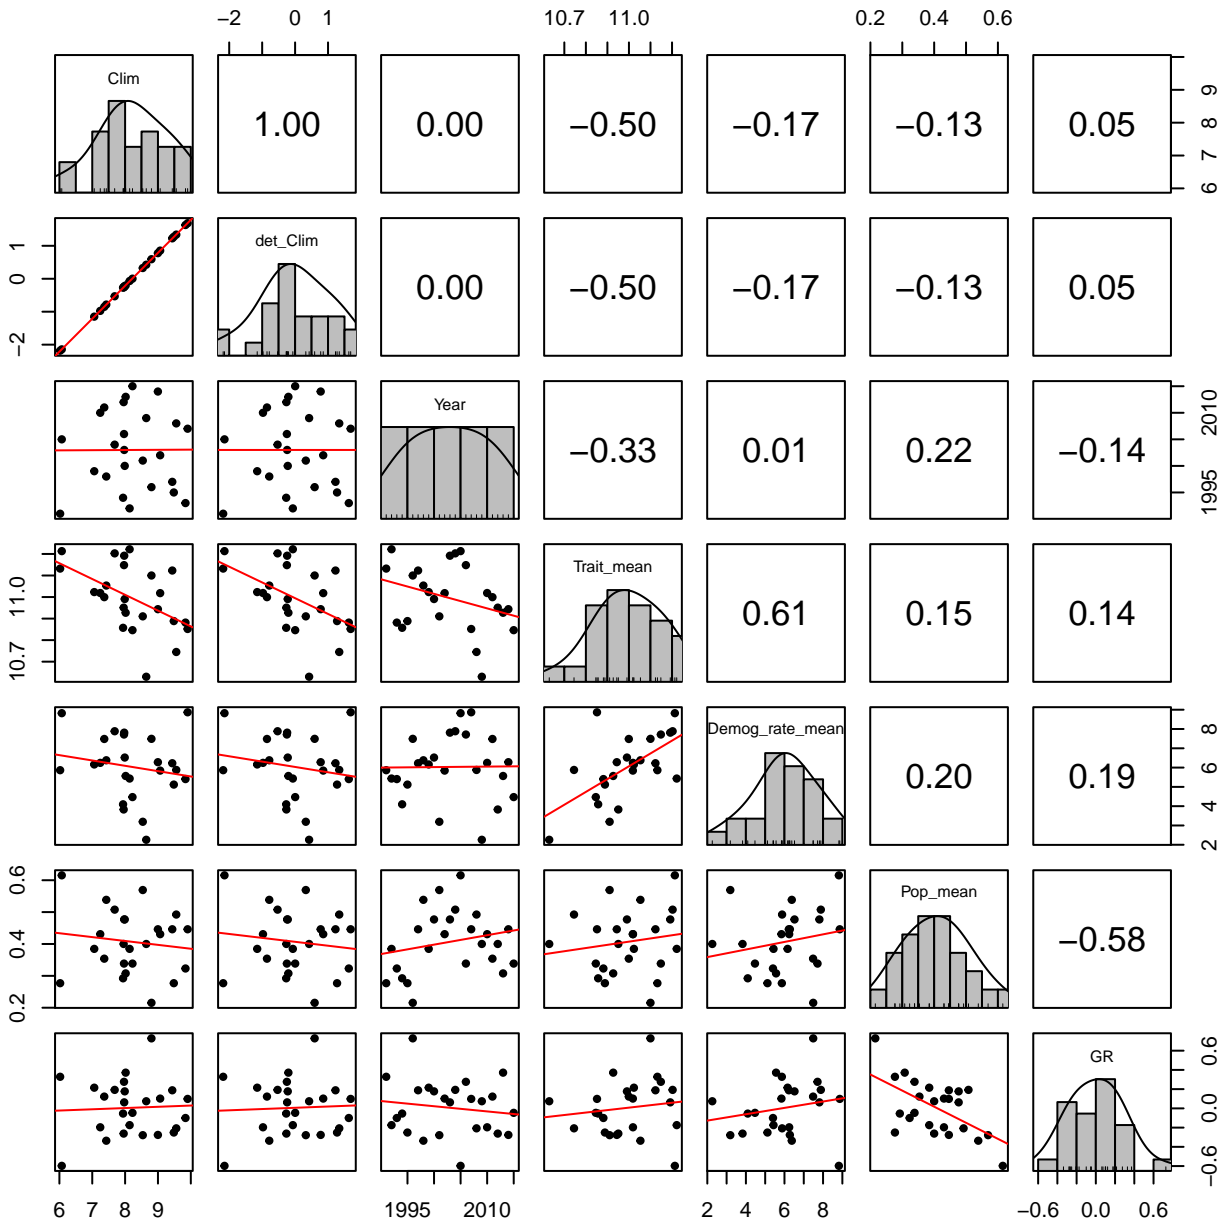 −2 0 1 10.7 11.0 0.2 0.4 0.6
Clim 1.00 0.00 −0.50 −0.17 −0.13 0.05 6 7 8 9
−2 0 1 det_Clim 0.00 −0.50 −0.17 −0.13 0.05
Year −0.33 0.01 0.22 −0.14 1995 2010
10.7 11.0 Trait_mean 0.61 0.15 0.14
Demog_rate_mean 0.20 0.19 2 4 6 8
0.2 0.4 0.6 Pop_mean −0.58
GR −0.6 0.0 0.6
6 7 8 9 1995 2010 2 4 6 8 −0.6 0.0 0.6